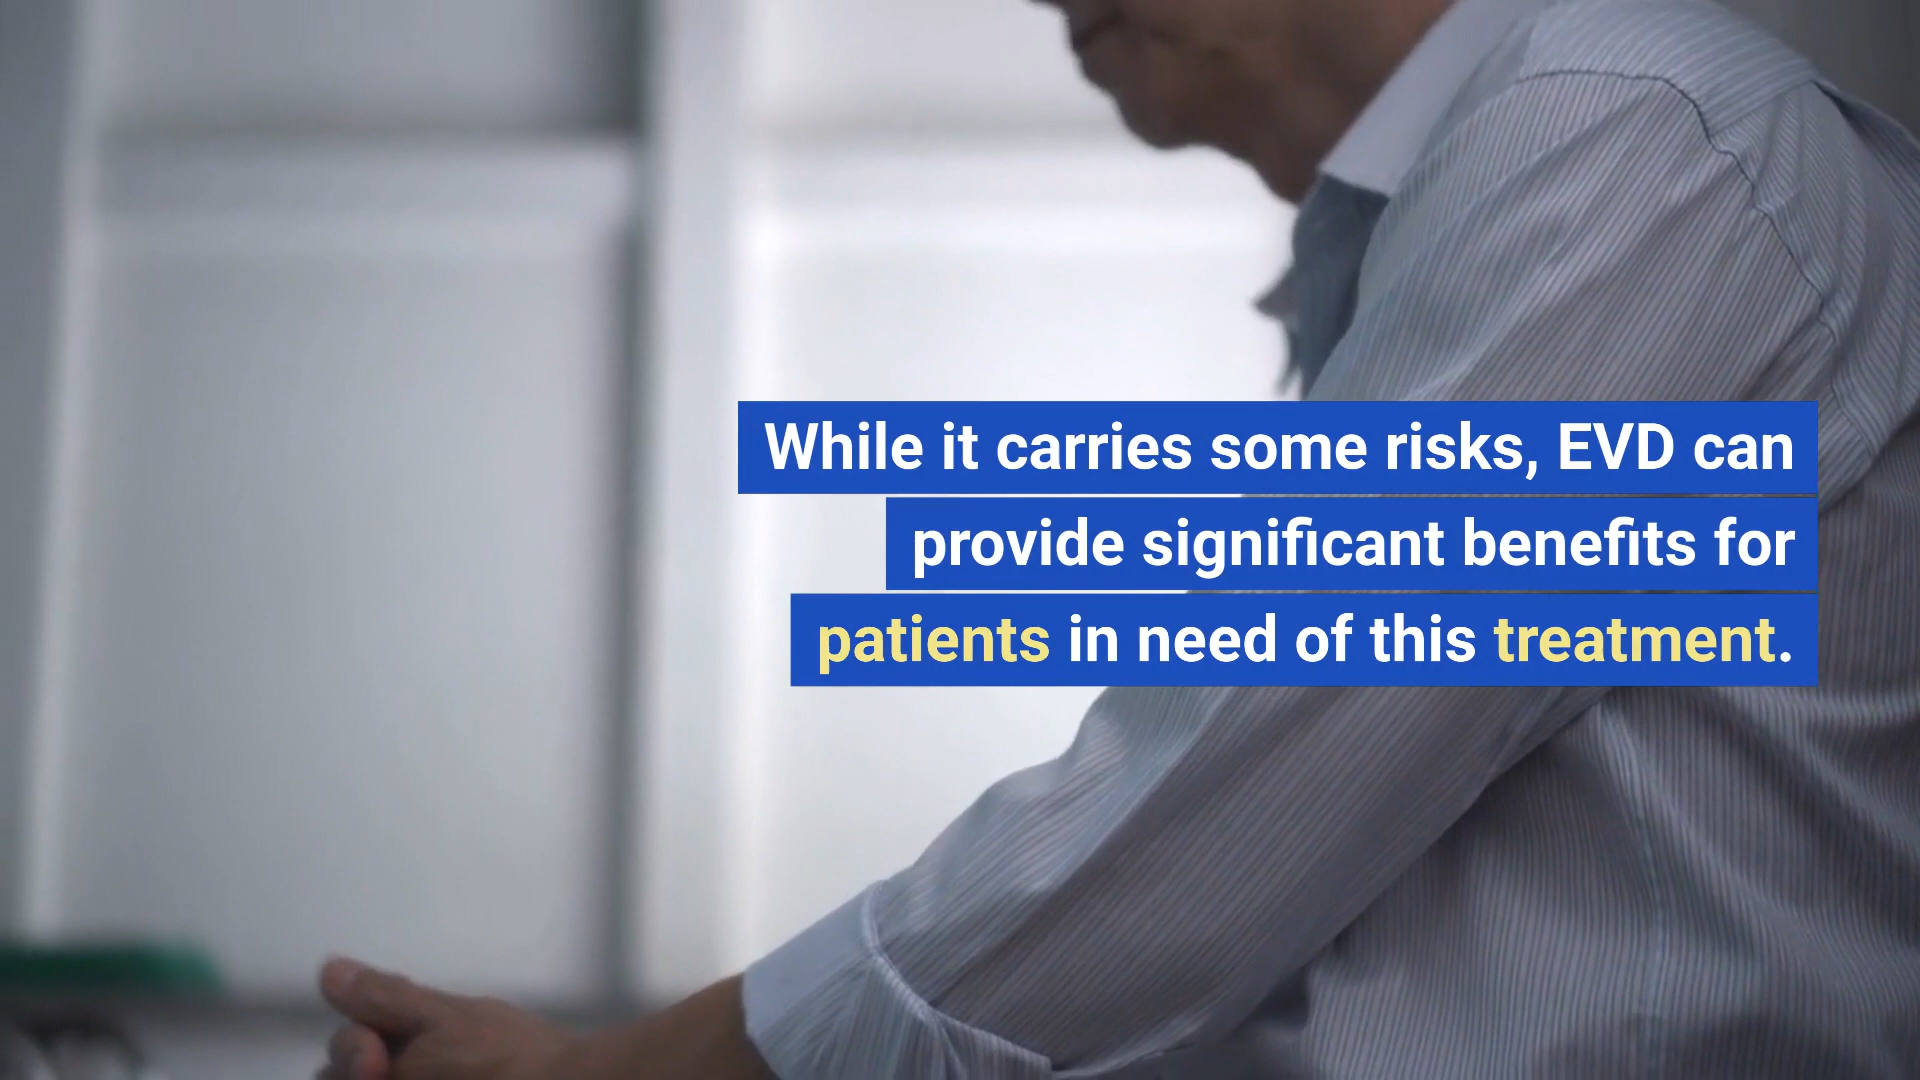 While it carries some risks, EVD can
provide significant benefits for
patients in need of this treatment.